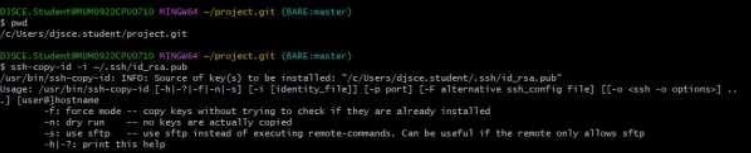 DJSCE.Student@MUM0922CPU0710 MINGW64 ~/project.git (BARE:master)
$ pwd
/c/Users/djsce.student/project.git
DJSCE.Student@MUM0922CPU0710 MINGW64 ~/project.git (BARE:master)
$ ssh-copy-id -i ~/.ssh/id_rsa.pub
/usr/bin/ssh-copy-id: INFO: Source of key(s) to be installed: "/c/Users/djsce.student/.ssh/id_rsa.pub"
Usage: /usr/bin/ssh-copy-id [-h|-?|-f|-n|-s] [-i [identity_file]] [-p port] [-F alternative ssh_config file] [[-o <ssh -o options>] ..
.] [user@]hostname
-f: force mode -- copy keys without trying to check if they are already installed
-n: dry run -- no keys are actually copied
-s: use sftp -- use sftp instead of executing remote-commands. Can be useful if the remote only allows sftp
-h|-?: print this help